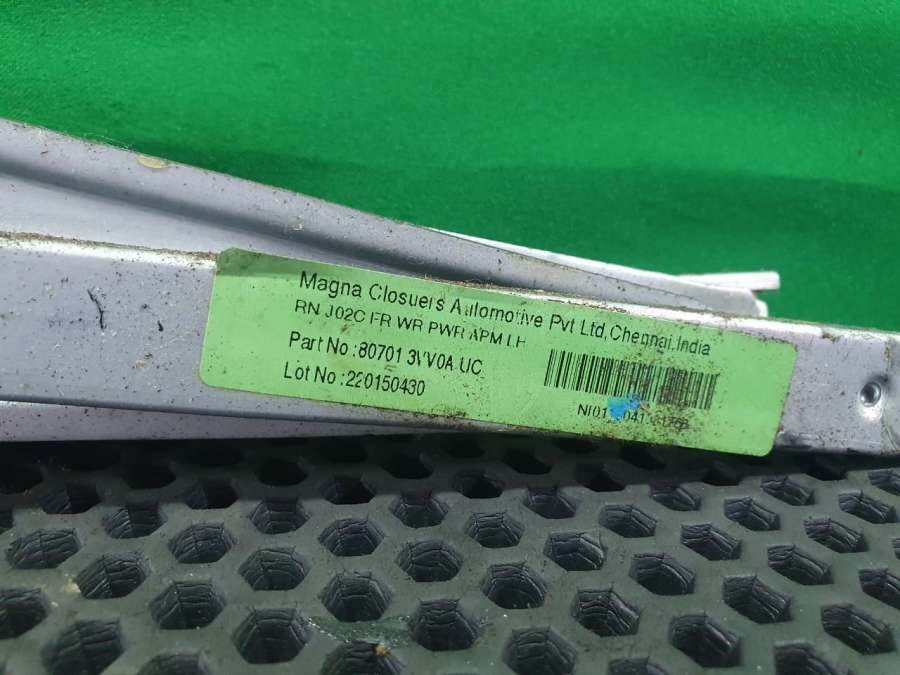 Magna Closuers Automotive Pvt Ltd,Chennai.India
RN J02C FR WR PWR APM LH
Part No :80701 3VV0A UC
Lot No :220150430